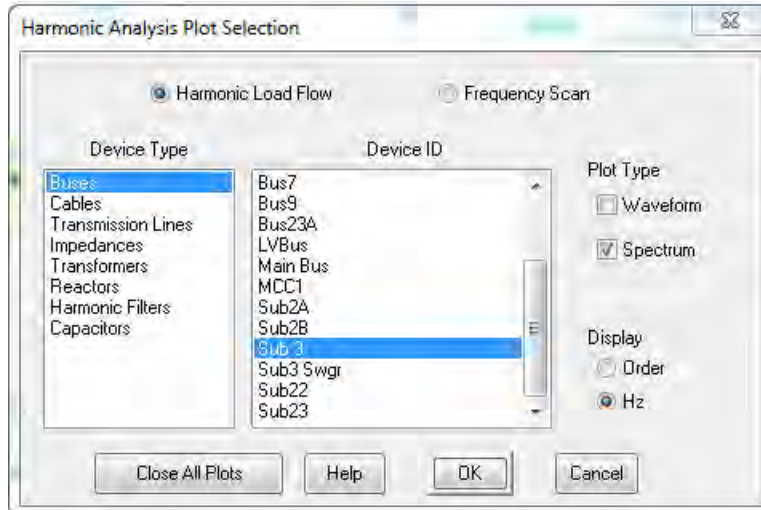 Harmonic Analysis Plot Selection
Harmonic Load Flow
Frequency Scan
Device Type
Buses
Cables
Transmission Lines
Impedances
Transformers
Reactors
Harmonic Filters
Capacitors
Device ID
Bus7
Bus9
Bus23A
LVBus
Main Bus
MCC1
Sub2A
Sub2B
Sub 3
Sub3 Swgr
Sub22
Sub23
Plot Type
Waveform
Spectrum
Display
Order
Hz
Close All Plots
Help
OK
Cancel